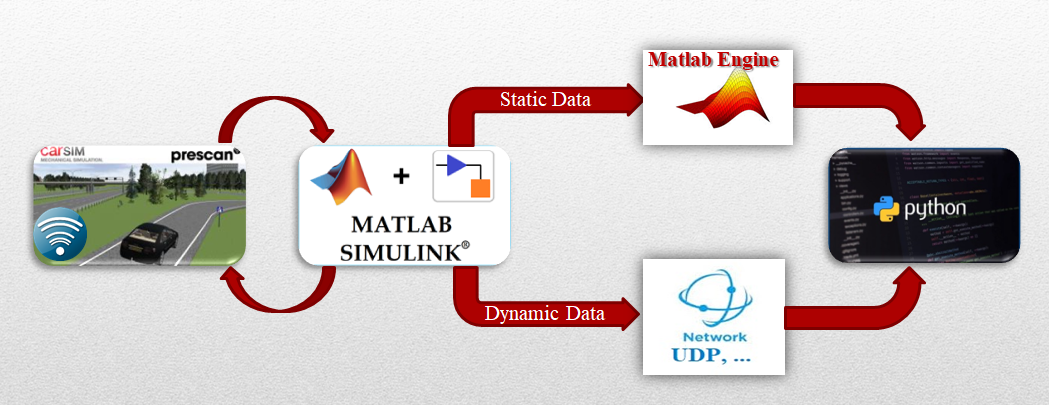 carsim
MECHANICAL SIMULATION
prescan
+
MATLAB
SIMULINK®
Static Data
Dynamic Data
Matlab Engine
Network
UDP, ...
python